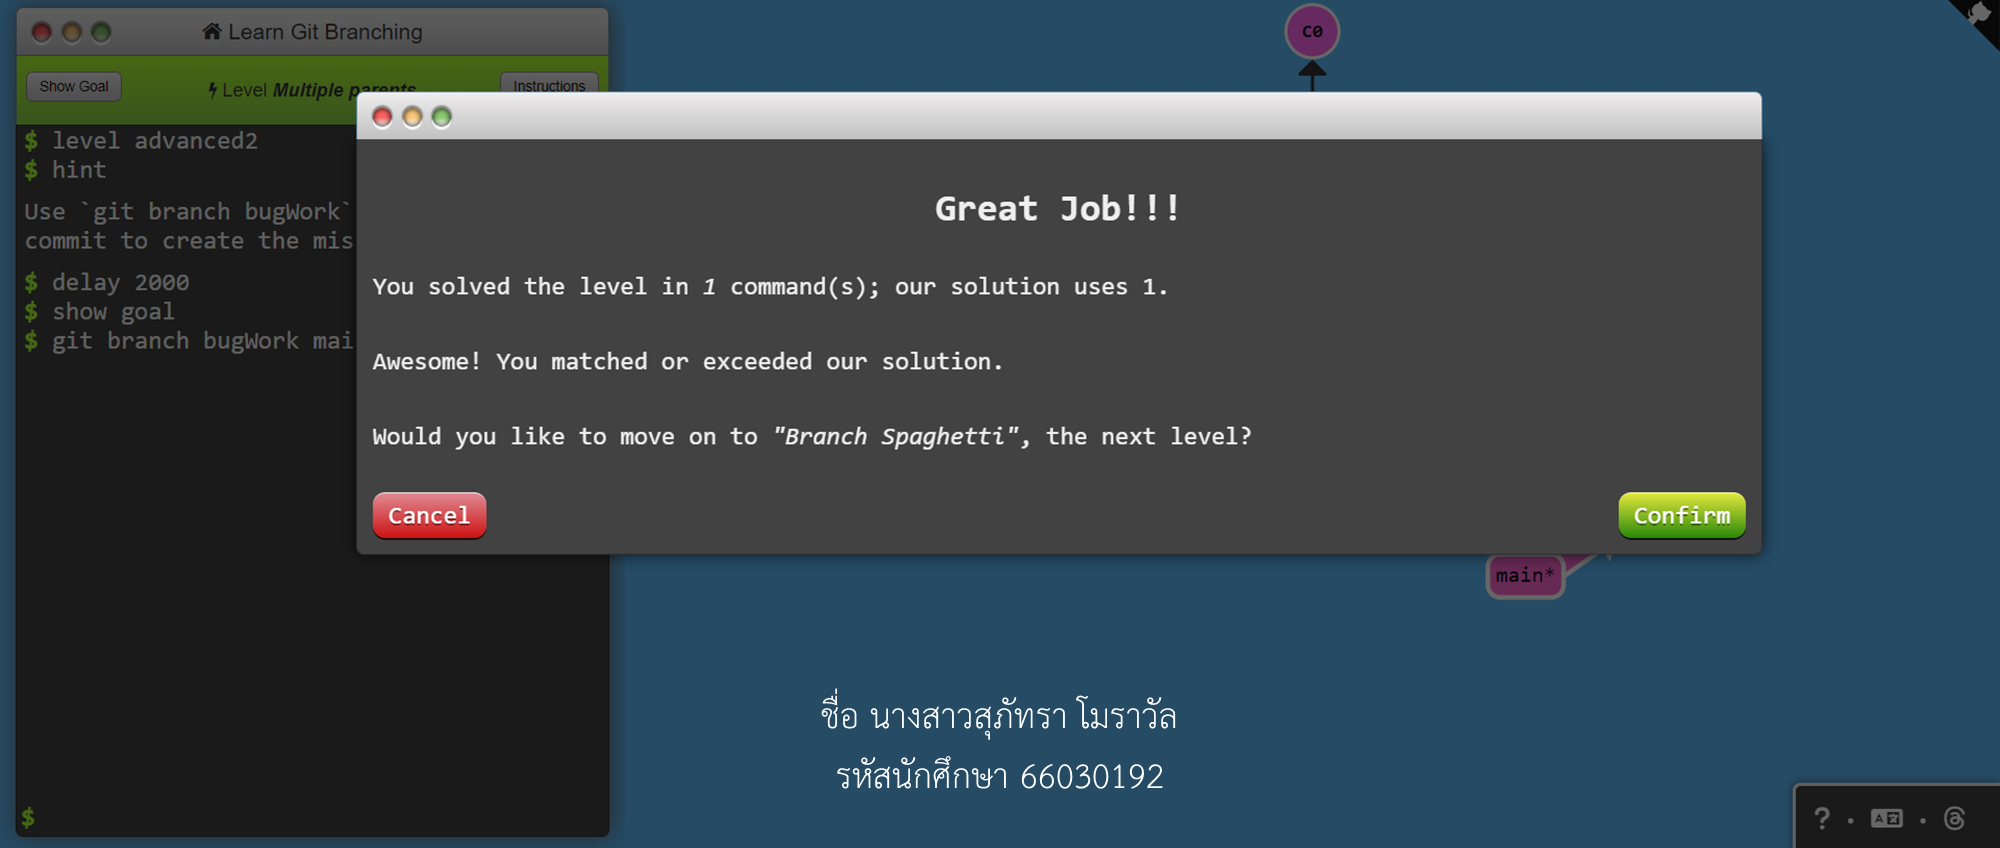 Learn Git Branching
Show Goal
Level Multiple parents
Instructions
$ level advanced2
$ hint
Use `git branch bugWork`
commit to create the mis
$ delay 2000
$ show goal
$ git branch bugWork mai
$
C0
Great Job!!!
You solved the level in 1 command(s); our solution uses 1.
Awesome! You matched or exceeded our solution.
Would you like to move on to "Branch Spaghetti", the next level?
Cancel
Confirm
main*
ชื่อ นางสาวสุภัทรา โมราวัล
รหัสนักศึกษา 66030192